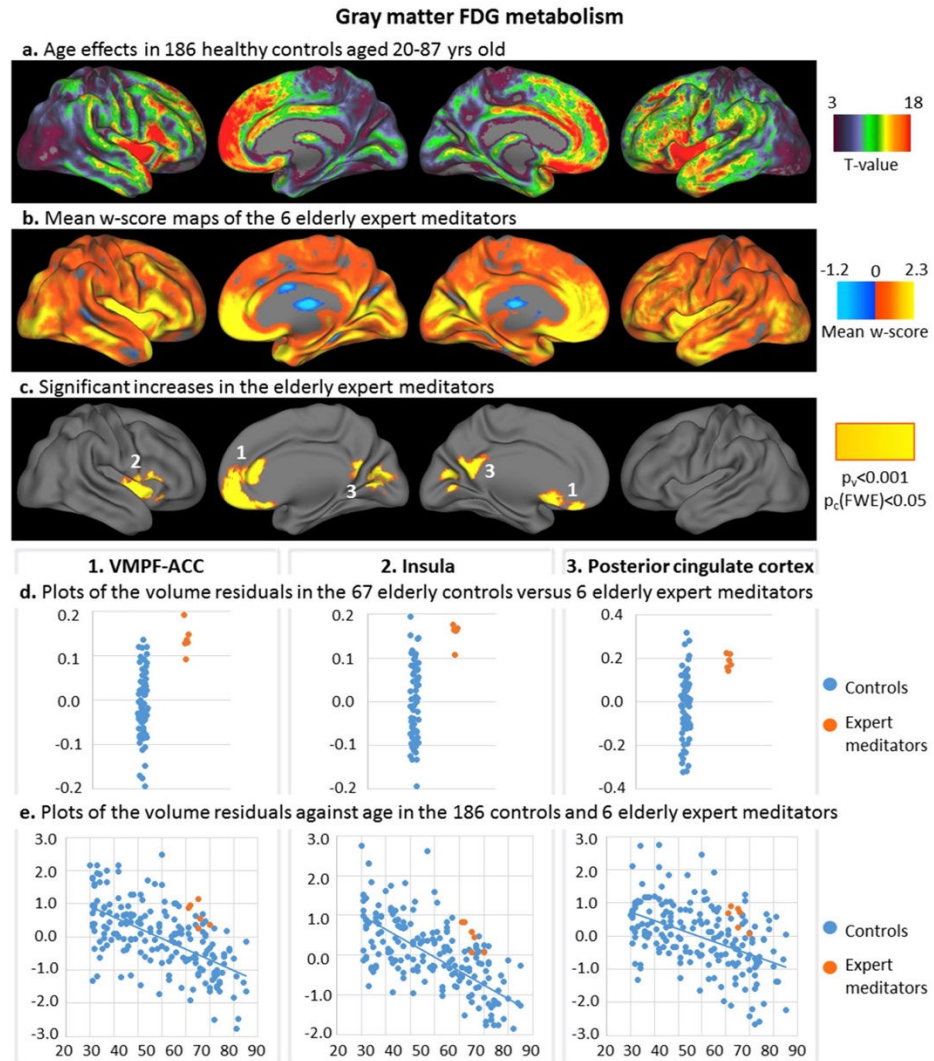 Gray matter FDG metabolism
a. Age effects in 186 healthy controls aged 20-87 yrs old
3 18
T-value
b. Mean w-score maps of the 6 elderly expert meditators
-1.2 0 2.3
Mean w-score
c. Significant increases in the elderly expert meditators
2
1
3
3
1
pv<0.001
pc(FWE)<0.05
1. VMPF-ACC
2. Insula
3. Posterior cingulate cortex
d. Plots of the volume residuals in the 67 elderly controls versus 6 elderly expert meditators
0.2
0.1
0.0
-0.1
-0.2
0.2
0.1
0.0
-0.1
-0.2
0.4
0.2
0.0
-0.2
-0.4
Controls
Expert
meditators
e. Plots of the volume residuals against age in the 186 controls and 6 elderly expert meditators
3.0
2.0
1.0
0.0
-1.0
-2.0
-3.0
20 30 40 50 60 70 80 90
3.0
2.0
1.0
0.0
-1.0
-2.0
20 30 40 50 60 70 80 90
3.0
2.0
1.0
0.0
-1.0
-2.0
-3.0
20 30 40 50 60 70 80 90
Controls
Expert
meditators